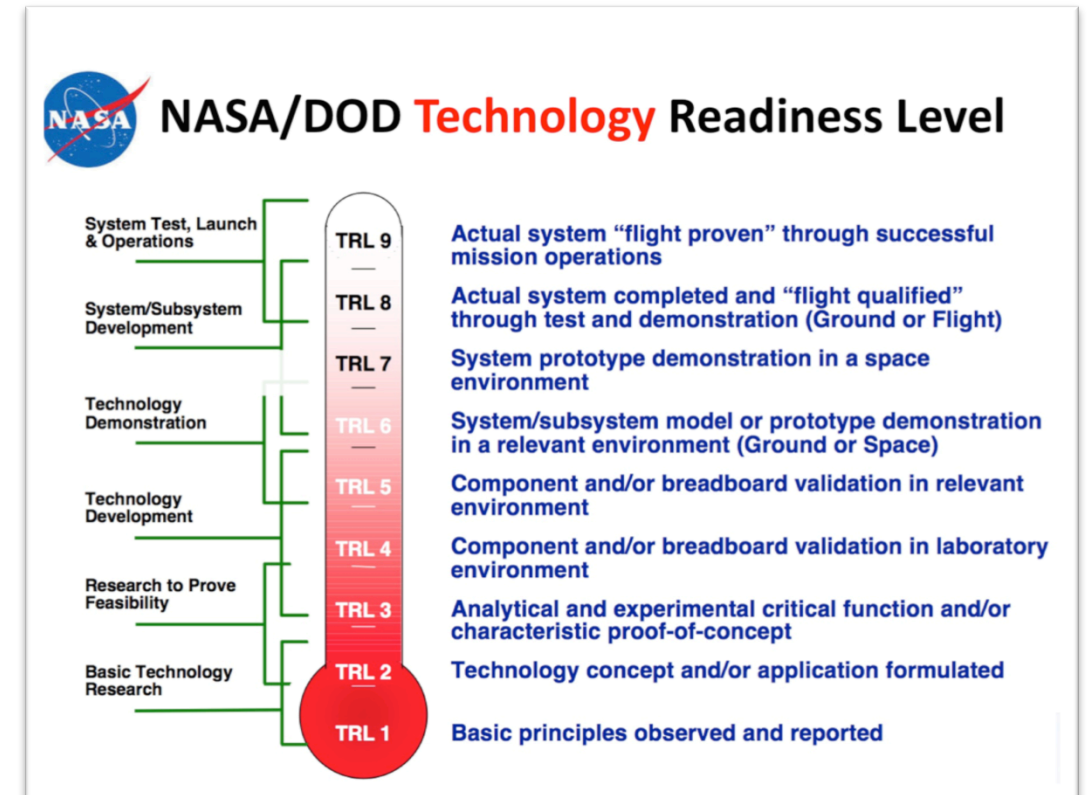 NASA
NASA/DOD Technology Readiness Level
System Test, Launch
& Operations
System/Subsystem
Development
Technology
Demonstration
Technology
Development
Research to Prove
Feasibility
Basic Technology
Research
TRL 9
TRL 8
TRL 7
TRL 6
TRL 5
TRL 4
TRL 3
TRL 2
TRL 1
Actual system “flight proven” through successful
mission operations
Actual system completed and “flight qualified”
through test and demonstration (Ground or Flight)
System prototype demonstration in a space
environment
System/subsystem model or prototype demonstration
in a relevant environment (Ground or Space)
Component and/or breadboard validation in relevant
environment
Component and/or breadboard validation in laboratory
environment
Analytical and experimental critical function and/or
characteristic proof-of-concept
Technology concept and/or application formulated
Basic principles observed and reported